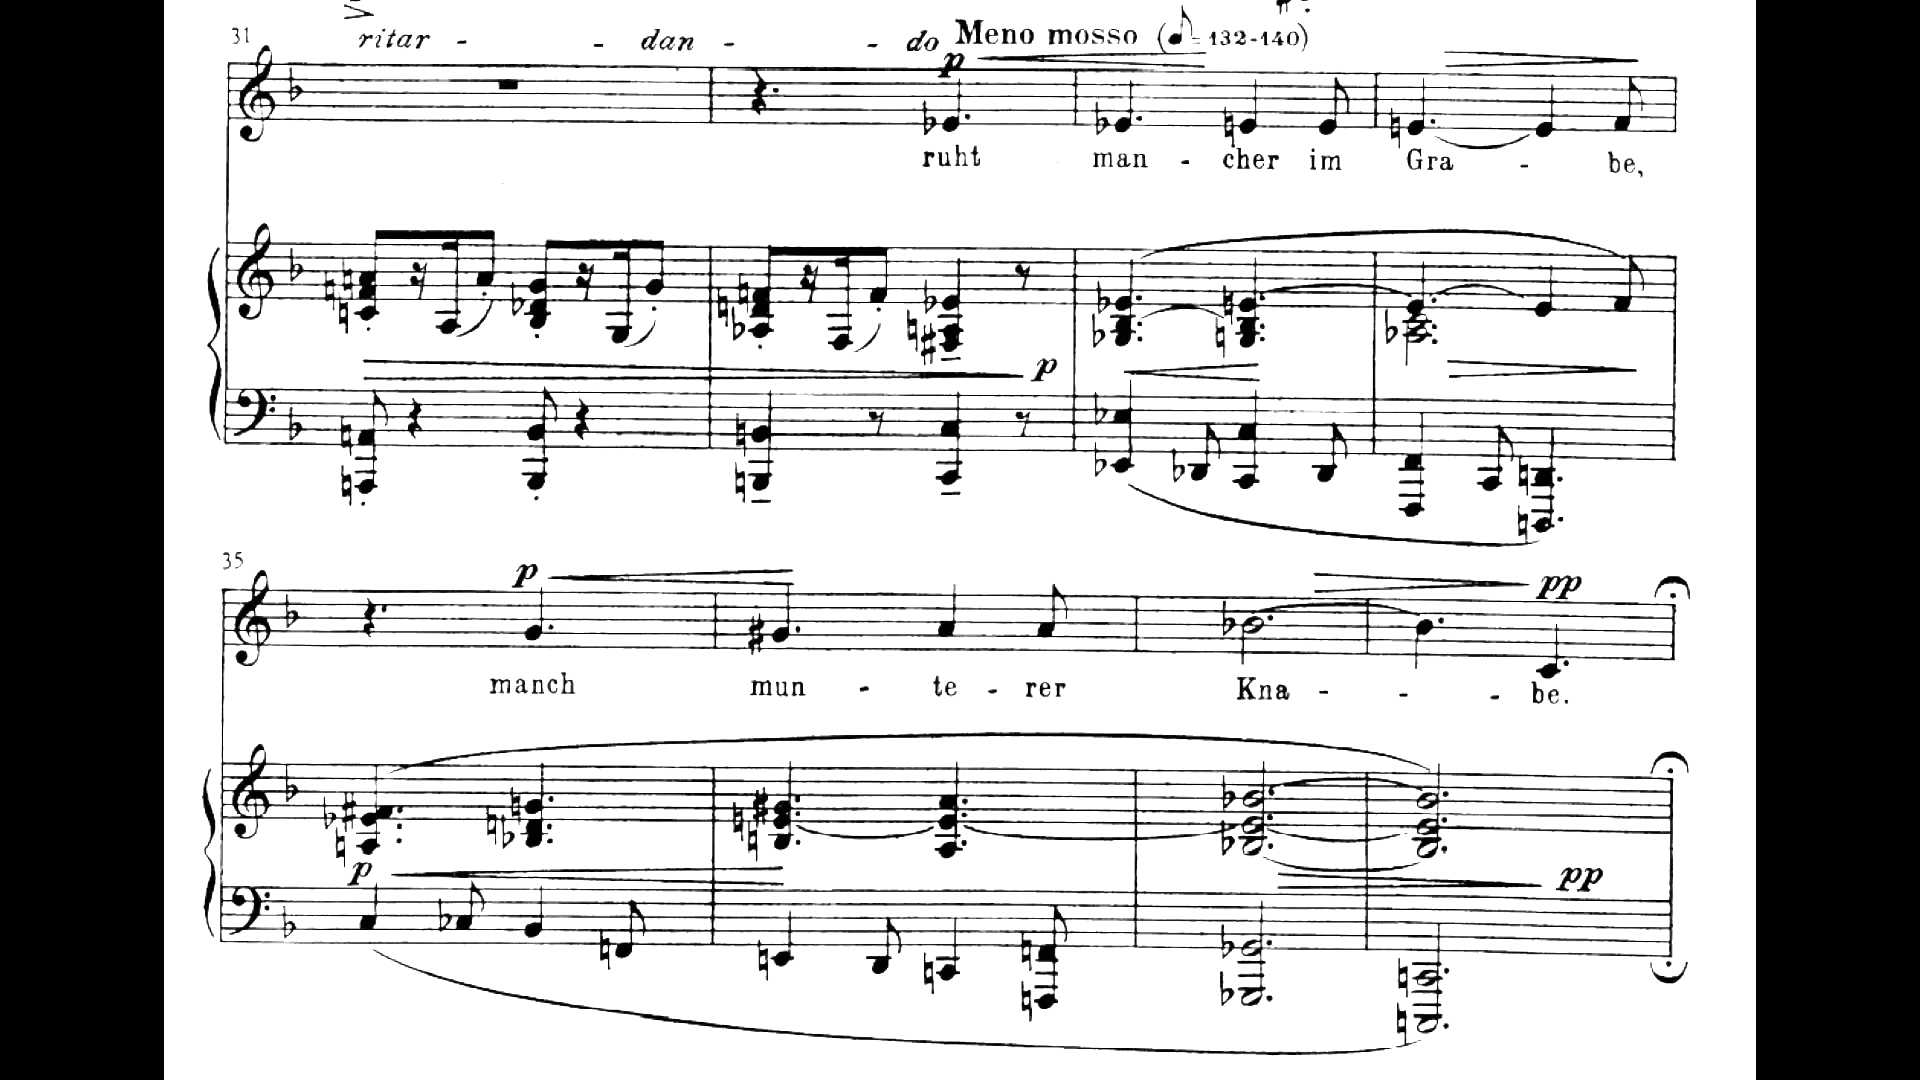 31 ritar - - dan - - do Meno mosso (♪=132-140)
p
ruht man - cher im Gra - be,
p
35
p pp
manch mun - te - rer Kna - - - be.
p pp